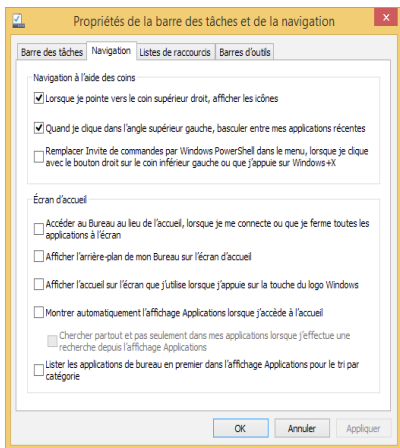 Propriétés de la barre des tâches et de la navigation
x
Barre des tâches Navigation Listes de raccourcis Barres d'outils
Navigation à l'aide des coins
Lorsque je pointe vers le coin supérieur droit, afficher les icônes
Quand je clique dans l'angle supérieur gauche, basculer entre mes applications récentes
Remplacer Invite de commandes par Windows PowerShell dans le menu, lorsque je clique
avec le bouton droit sur le coin inférieur gauche ou que j'appuie sur Windows+X
Écran d'accueil
Accéder au Bureau au lieu de l'accueil, lorsque je me connecte ou que je ferme toutes les
applications à l'écran
Afficher l'arrière-plan de mon Bureau sur l'écran d'accueil
Afficher l'accueil sur l'écran que j'utilise lorsque j'appuie sur la touche du logo Windows
Montrer automatiquement l'affichage Applications lorsque j'accède à l'accueil
Chercher partout et pas seulement dans mes applications lorsque j'effectue une
recherche depuis l'affichage Applications
Lister les applications de bureau en premier dans l'affichage Applications pour le tri par
catégorie
OK Annuler Appliquer